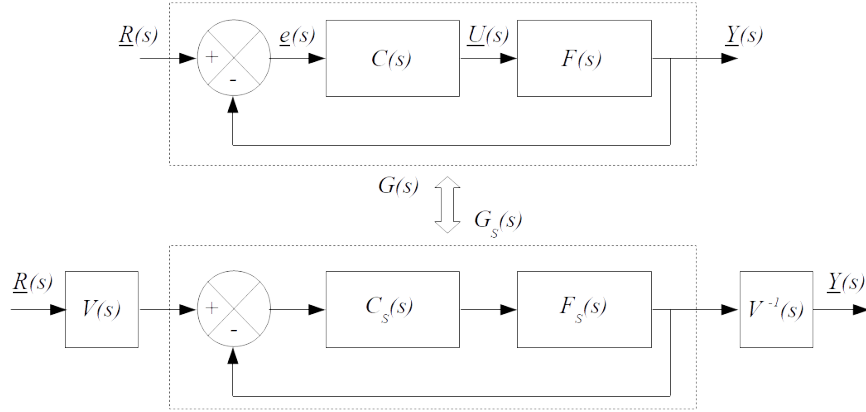 R(s) e(s) U(s) Y(s)
+ C(s) F(s)
-
G(s)
G_s(s)
R(s) Y(s)
V(s) + C_s(s) F_s(s) V⁻¹(s)
-